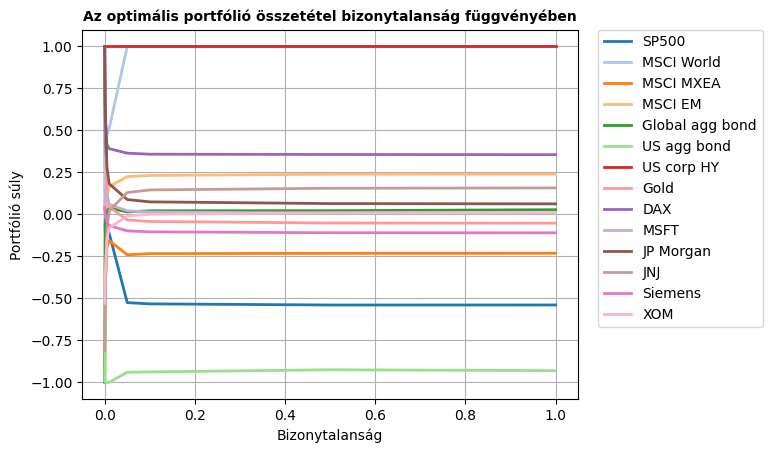 Az optimális portfólió összetétel bizonytalanság függvényében
Portfólió súly
1.00
0.75
0.50
0.25
0.00
−0.25
−0.50
−0.75
−1.00
0.0 0.2 0.4 0.6 0.8 1.0
Bizonytalanság
SP500
MSCI World
MSCI MXEA
MSCI EM
Global agg bond
US agg bond
US corp HY
Gold
DAX
MSFT
JP Morgan
JNJ
Siemens
XOM